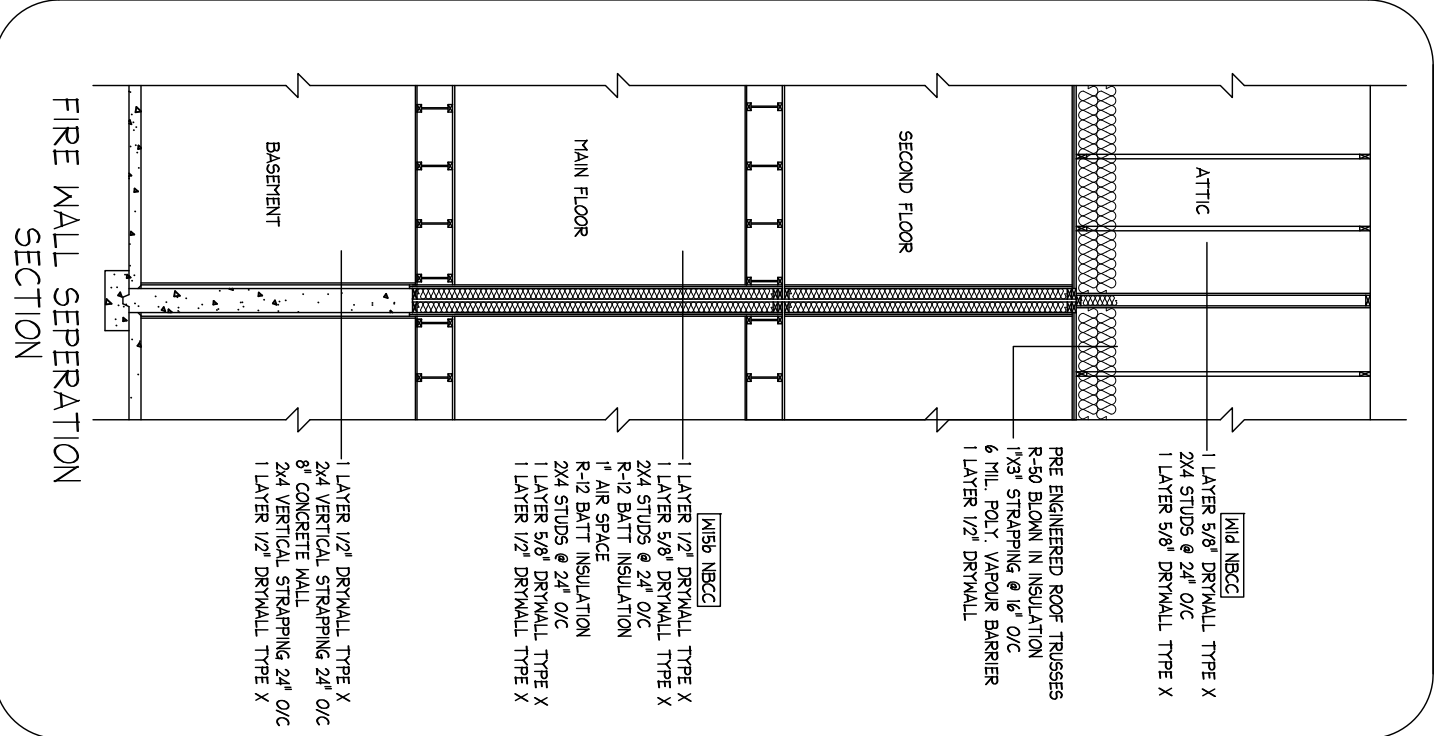 ATTIC
SECOND FLOOR
MAIN FLOOR
BASEMENT
W1d NBCC
1 LAYER 5/8" DRYWALL TYPE X
2X4 STUDS @ 24" O/C
1 LAYER 5/8" DRYWALL TYPE X
PRE ENGINEERED ROOF TRUSSES
R-50 BLOWN IN INSULATION
1"X3" STRAPPING @ 16" O/C
6 MIL. POLY. VAPOUR BARRIER
1 LAYER 1/2" DRYWALL
W15b NBCC
1 LAYER 1/2" DRYWALL TYPE X
1 LAYER 5/8" DRYWALL TYPE X
2X4 STUDS @ 24" O/C
R-12 BATT INSULATION
1" AIR SPACE
R-12 BATT INSULATION
2X4 STUDS @ 24" O/C
1 LAYER 5/8" DRYWALL TYPE X
1 LAYER 1/2" DRYWALL TYPE X
1 LAYER 1/2" DRYWALL TYPE X
2x4 VERTICAL STRAPPING 24" O/C
8" CONCRETE WALL
2x4 VERTICAL STRAPPING 24" O/C
1 LAYER 1/2" DRYWALL TYPE X
FIRE WALL SEPERATION
SECTION